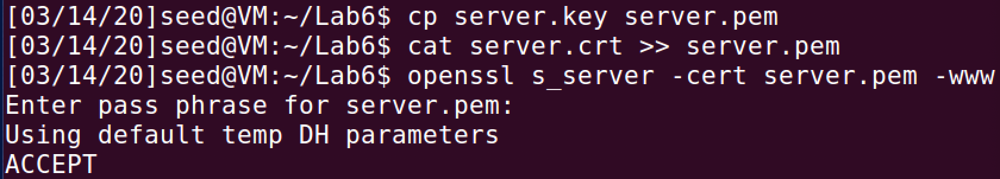 [03/14/20]seed@VM:~/Lab6$ cp server.key server.pem
[03/14/20]seed@VM:~/Lab6$ cat server.crt >> server.pem
[03/14/20]seed@VM:~/Lab6$ openssl s_server -cert server.pem -www
Enter pass phrase for server.pem:
Using default temp DH parameters
ACCEPT